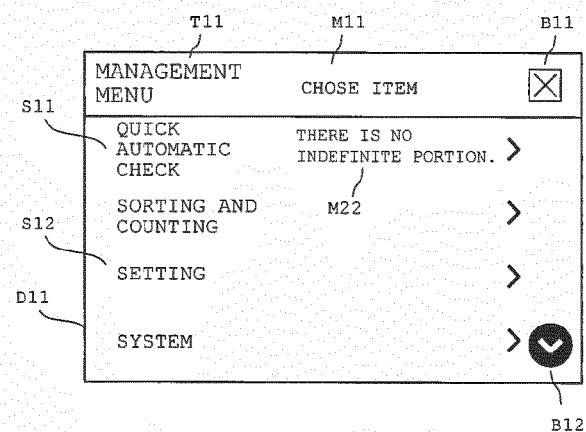 T11
M11
B11
MANAGEMENT
MENU
CHOSE ITEM
S11
QUICK
AUTOMATIC
CHECK
THERE IS NO
INDEFINITE PORTION.
M22
SORTING AND
COUNTING
S12
SETTING
D11
SYSTEM
B12